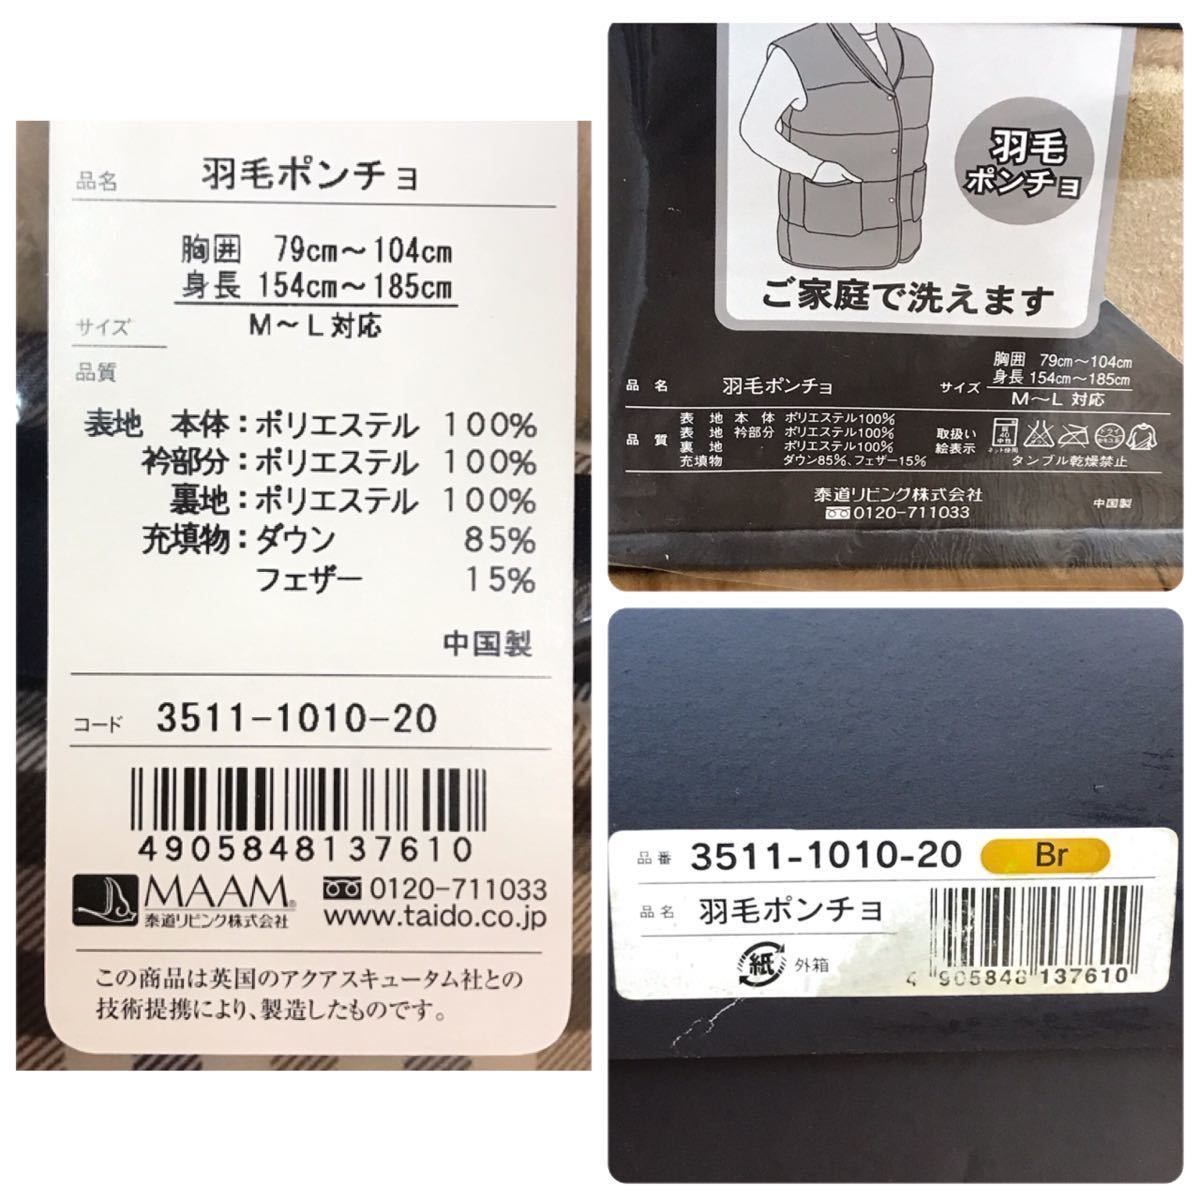 品名 羽毛ポンチョ
胸囲 79cm～104cm
身長 154cm～185cm
サイズ M～L対応
品質
表地 本体：ポリエステル 100%
衿部分：ポリエステル 100%
裏地：ポリエステル 100%
充填物：ダウン 85%
フェザー 15%
中国製
コード 3511-1010-20
4905848137610
MAAM®
泰道リビング株式会社
0120-711033
www.taido.co.jp
この商品は英国のアクアスキュータム社との
技術提携により、製造したものです。
羽毛
ポンチョ
ご家庭で洗えます
品名 羽毛ポンチョ
サイズ 胸囲 79cm～104cm
身長 154cm～185cm
M～L 対応
品質 表地 本体 ポリエステル100%
表地 衿部分 ポリエステル100%
裏地 ポリエステル100%
充填物 ダウン85%、フェザー15%
取扱い
絵表示
ネット使用
タンブル乾燥禁止
泰道リビング株式会社
0120-711033
中国製
品番 3511-1010-20 Br
品名 羽毛ポンチョ
紙 外箱
4 905848 137610